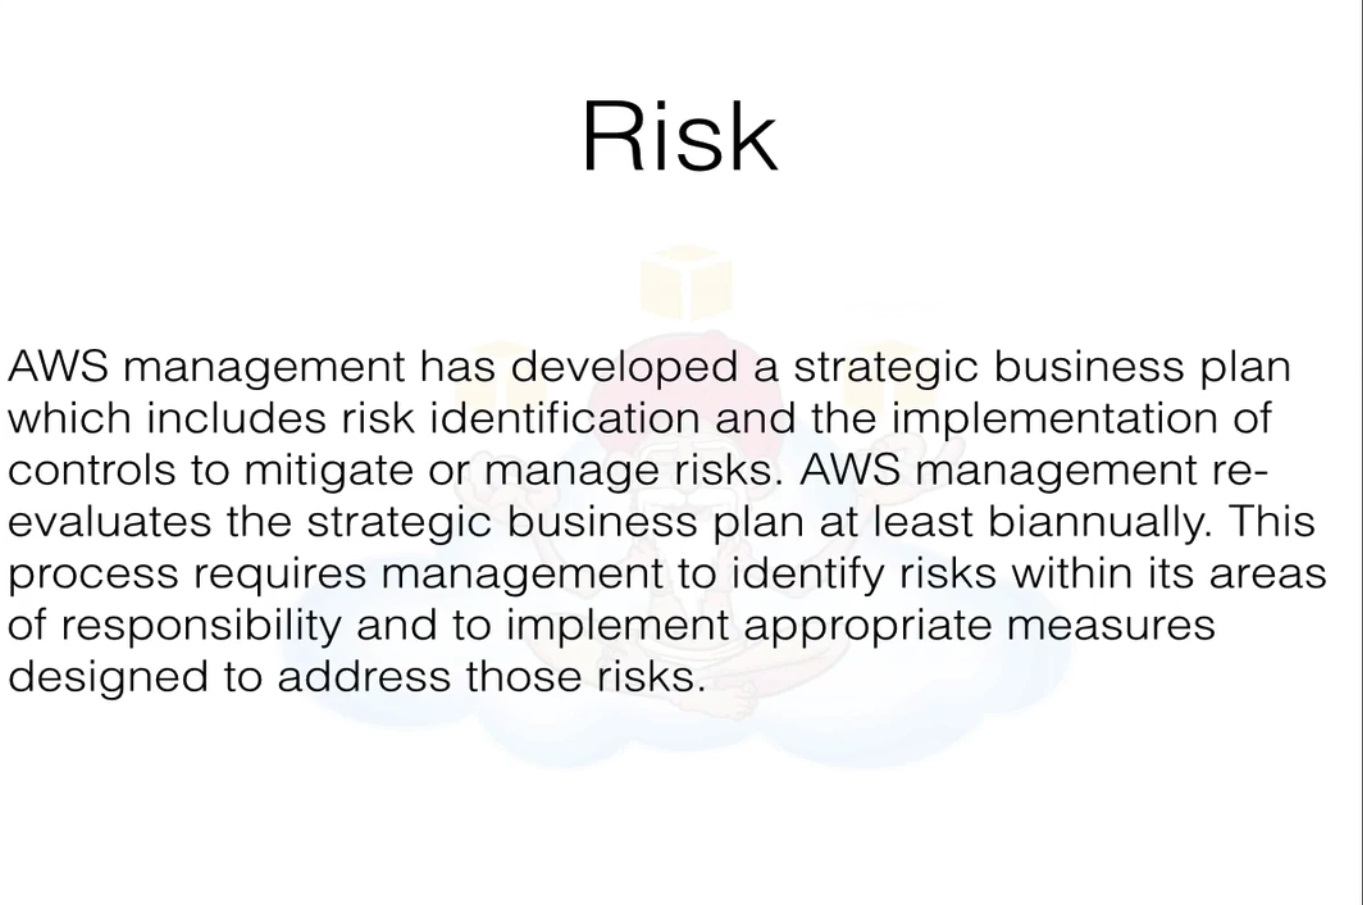 Risk
AWS management has developed a strategic business plan
which includes risk identification and the implementation of
controls to mitigate or manage risks. AWS management re-
evaluates the strategic business plan at least biannually. This
process requires management to identify risks within its areas
of responsibility and to implement appropriate measures
designed to address those risks.